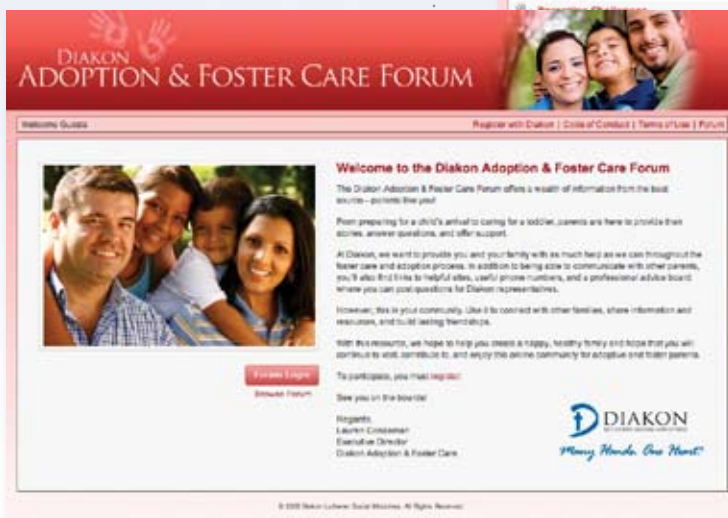 DIAKON
ADOPTION & FOSTER CARE FORUM
Welcome Guests
Register with Diakon | Code of Conduct | Terms of Use | Forum
Welcome to the Diakon Adoption & Foster Care Forum
The Diakon Adoption & Foster Care Forum offers a wealth of information from the best
source--parents like you!
From preparing for a child's arrival to caring for a toddler, parents are here to provide their
stories, answer questions, and offer support.
At Diakon, we want to provide you and your family with as much help as we can throughout the
foster care and adoption process. In addition to being able to communicate with other parents,
you'll also find links to helpful sites, useful phone numbers, and a professional advice board
where you can post questions for Diakon representatives.
However, this is your community. Use it to connect with other families, share information and
resources, and build lasting friendships.
With this resource, we hope to help you create a happy, healthy family and hope that you will
continue to visit, contribute to, and enjoy this online community for adoptive and foster parents.
To participate, you must register.
See you on the boards!
Regards,
Lauren
Executive Director
Diakon Adoption & Foster Care
Forum Login
Browse Forum
DIAKON
Many Hands. One Heart.
Diakon Lutheran Social Ministries. All Rights Reserved.